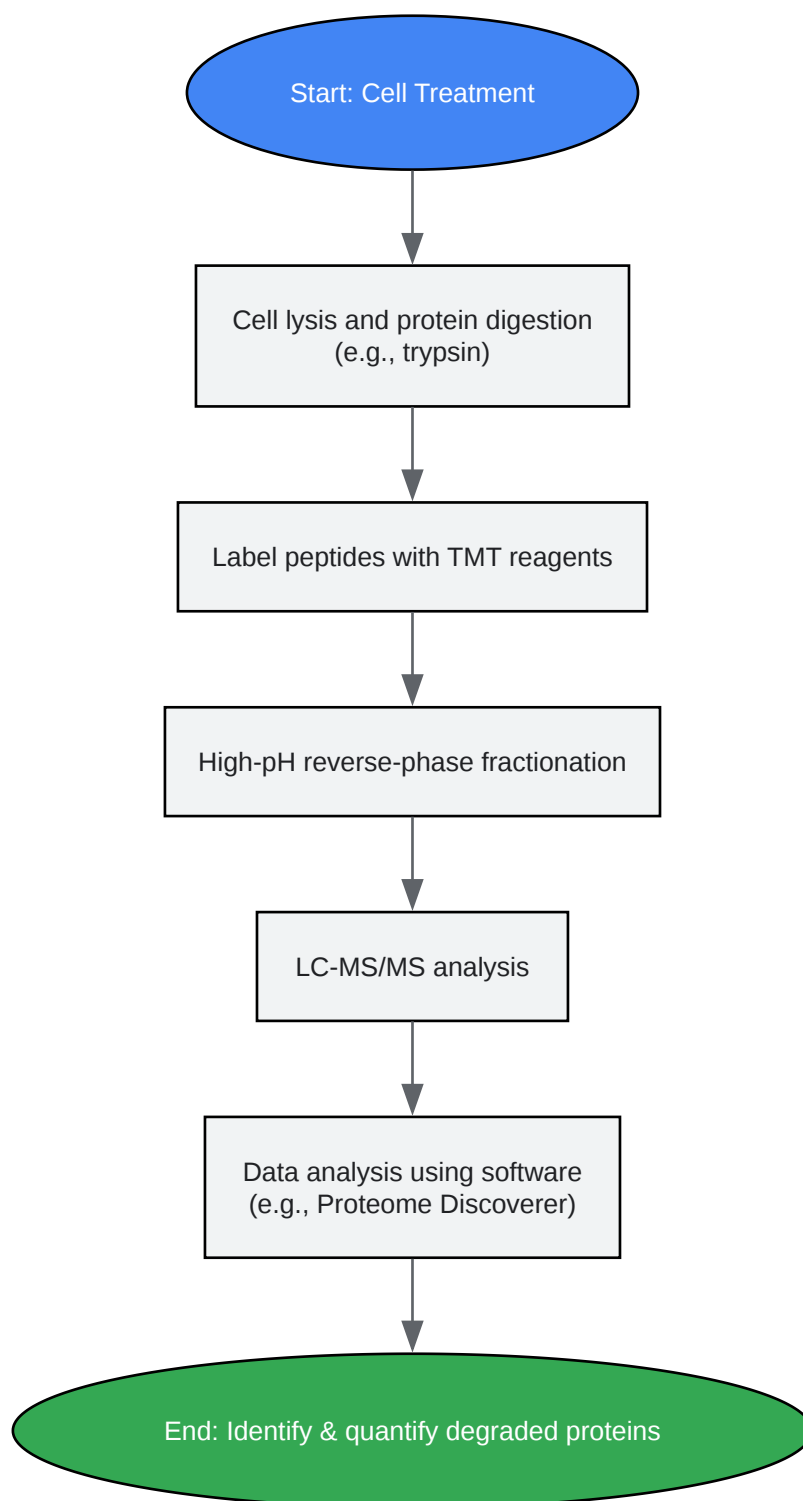 Start: Cell Treatment
Cell lysis and protein digestion
(e.g., trypsin)
Label peptides with TMT reagents
High-pH reverse-phase fractionation
LC-MS/MS analysis
Data analysis using software
(e.g., Proteome Discoverer)
End: Identify & quantify degraded proteins